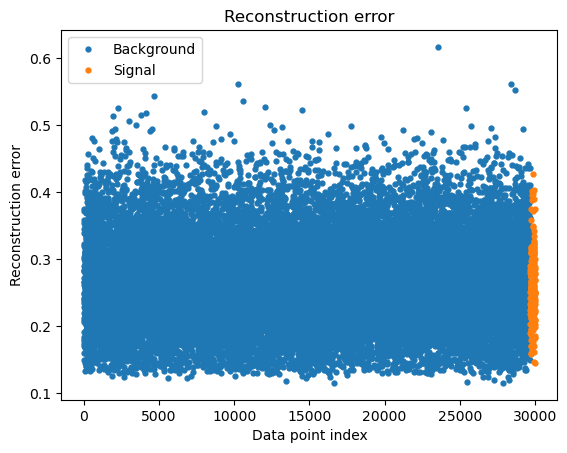 Reconstruction error
Background
Signal
0.6
0.5
0.4
0.3
0.2
0.1
Reconstruction error
0
5000
10000
15000
20000
25000
30000
Data point index